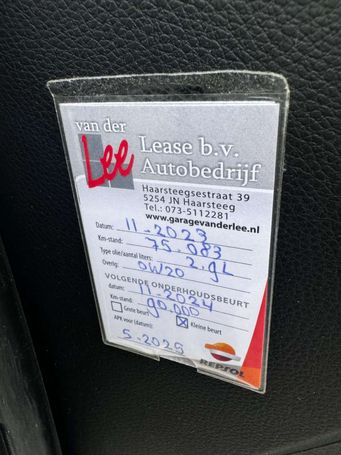 van der
Lee Lease b.v.
Autobedrijf
Haarsteegsestraat 39
5254 JN Haarsteeg
Tel.: 073-5112281
www.garagevanderlee.nl
Datum: 11-2023
Km-stand: 75.083
Type olie/aantal liters: 2.9L
Overig: 0W20
VOLGENDE ONDERHOUDSBEURT
datum: 11-2024
Km-stand: 90.000
Grote beurt Kleine beurt
APK voor (datum):
5.2025
REPSOL